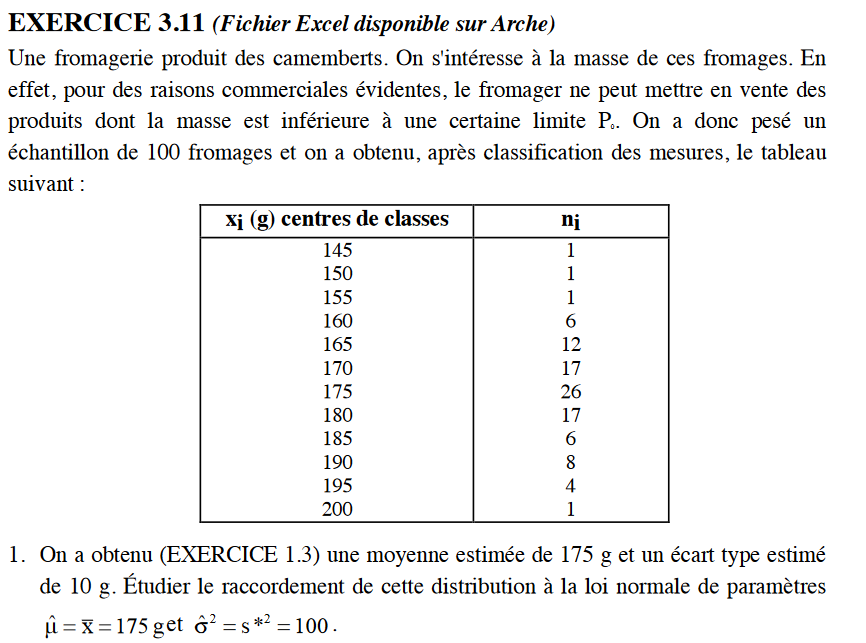 EXERCICE 3.11 (Fichier Excel disponible sur Arche)
Une fromagerie produit des camemberts. On s'intéresse à la masse de ces fromages. En
effet, pour des raisons commerciales évidentes, le fromager ne peut mettre en vente des
produits dont la masse est inférieure à une certaine limite P₀. On a donc pesé un
échantillon de 100 fromages et on a obtenu, après classification des mesures, le tableau
suivant :
xi (g) centres de classes ni
145 1
150 1
155 1
160 6
165 12
170 17
175 26
180 17
185 6
190 8
195 4
200 1
1. On a obtenu (EXERCICE 1.3) une moyenne estimée de 175 g et un écart type estimé
de 10 g. Étudier le raccordement de cette distribution à la loi normale de paramètres
μ̂ = x̄ = 175 g et σ̂² = s*² = 100 .